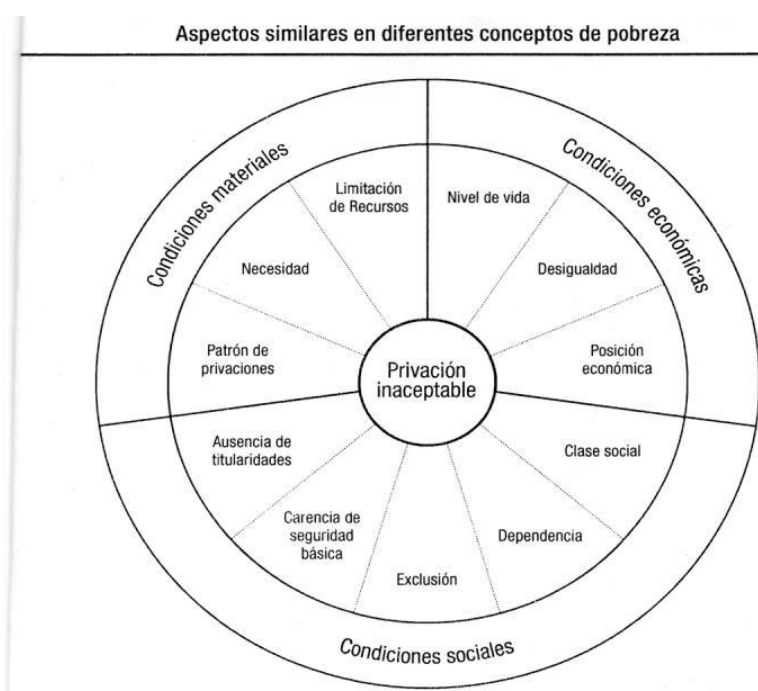 Aspectos similares en diferentes conceptos de pobreza
Condiciones materiales
Condiciones económicas
Limitación
de Recursos
Nivel de vida
Necesidad
Desigualdad
Patrón de
privaciones
Privación
inaceptable
Posición
económica
Ausencia de
titularidades
Clase social
Carencia de
seguridad
básica
Dependencia
Exclusión
Condiciones sociales